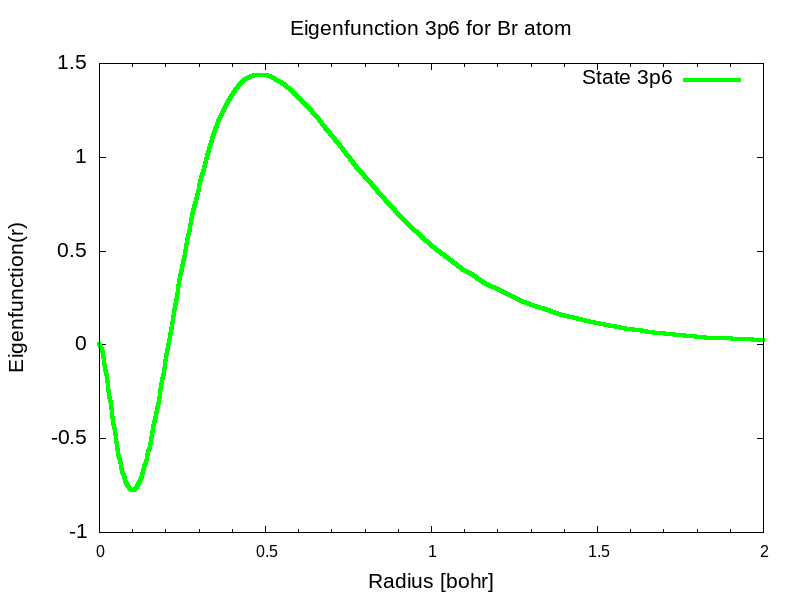 Eigenfunction 3p6 for Br atom
State 3p6
1.5
1
0.5
0
-0.5
-1
Eigenfunction(r)
0 0.5 1 1.5 2
Radius [bohr]